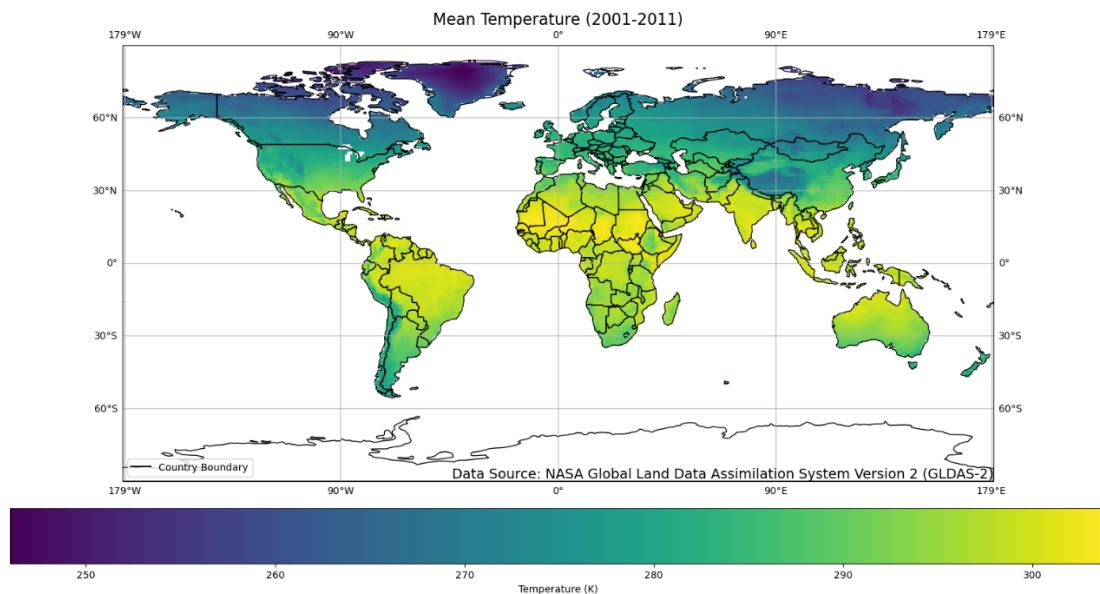 Mean Temperature (2001-2011)
179°W 90°W 0° 90°E 179°E
60°N 60°N
30°N 30°N
0° 0°
30°S 30°S
60°S 60°S
Country Boundary
Data Source: NASA Global Land Data Assimilation System Version 2 (GLDAS-2)
179°W 90°W 0° 90°E 179°E
250 260 270 280 290 300
Temperature (K)